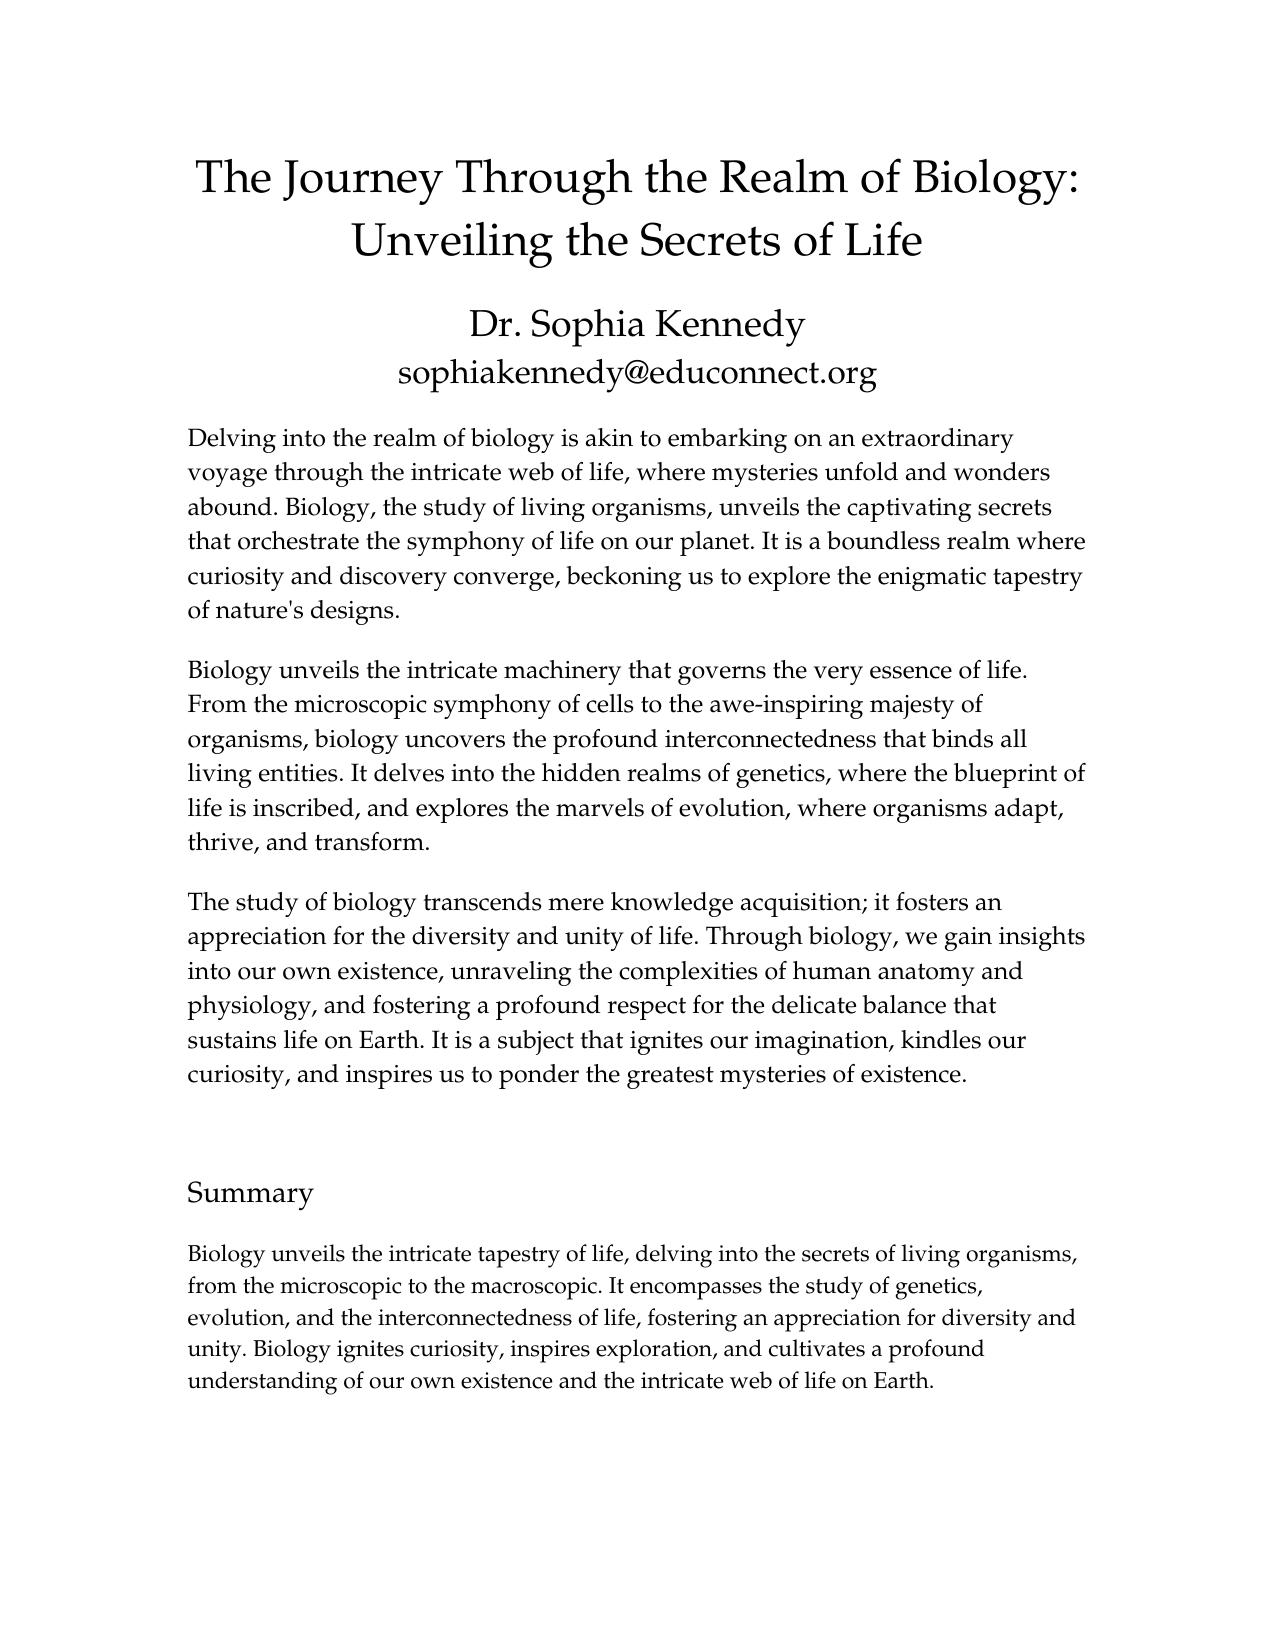 The Journey Through the Realm of Biology:
Unveiling the Secrets of Life
Dr. Sophia Kennedy
sophiakennedy@educonnect.org
Delving into the realm of biology is akin to embarking on an extraordinary
voyage through the intricate web of life, where mysteries unfold and wonders
abound. Biology, the study of living organisms, unveils the captivating secrets
that orchestrate the symphony of life on our planet. It is a boundless realm where
curiosity and discovery converge, beckoning us to explore the enigmatic tapestry
of nature's designs.
Biology unveils the intricate machinery that governs the very essence of life.
From the microscopic symphony of cells to the awe-inspiring majesty of
organisms, biology uncovers the profound interconnectedness that binds all
living entities. It delves into the hidden realms of genetics, where the blueprint of
life is inscribed, and explores the marvels of evolution, where organisms adapt,
thrive, and transform.
The study of biology transcends mere knowledge acquisition; it fosters an
appreciation for the diversity and unity of life. Through biology, we gain insights
into our own existence, unraveling the complexities of human anatomy and
physiology, and fostering a profound respect for the delicate balance that
sustains life on Earth. It is a subject that ignites our imagination, kindles our
curiosity, and inspires us to ponder the greatest mysteries of existence.
Summary
Biology unveils the intricate tapestry of life, delving into the secrets of living organisms,
from the microscopic to the macroscopic. It encompasses the study of genetics,
evolution, and the interconnectedness of life, fostering an appreciation for diversity and
unity. Biology ignites curiosity, inspires exploration, and cultivates a profound
understanding of our own existence and the intricate web of life on Earth.